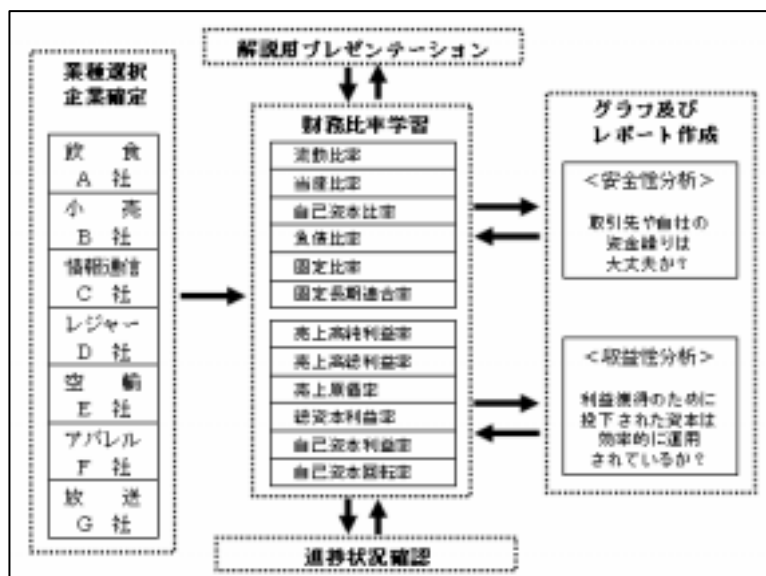 解説用プレゼンテーション
業種選択
企業確定
飲 食
A 社
小 売
B 社
情報通信
C 社
レジャー
D 社
空 輸
E 社
アパレル
F 社
放 送
G 社
財務比率学習
流動比率
当座比率
自己資本比率
負債比率
固定比率
固定長期適合率
売上高純利益率
売上高総利益率
売上原価率
総資本利益率
自己資本利益率
自己資本回転率
グラフ及び
レポート作成
<安全性分析>
取引先や自社の
資金繰りは
大丈夫か?
<収益性分析>
利益獲得のために
投下された資本は
効率的に運用
されているか?
進捗状況確認